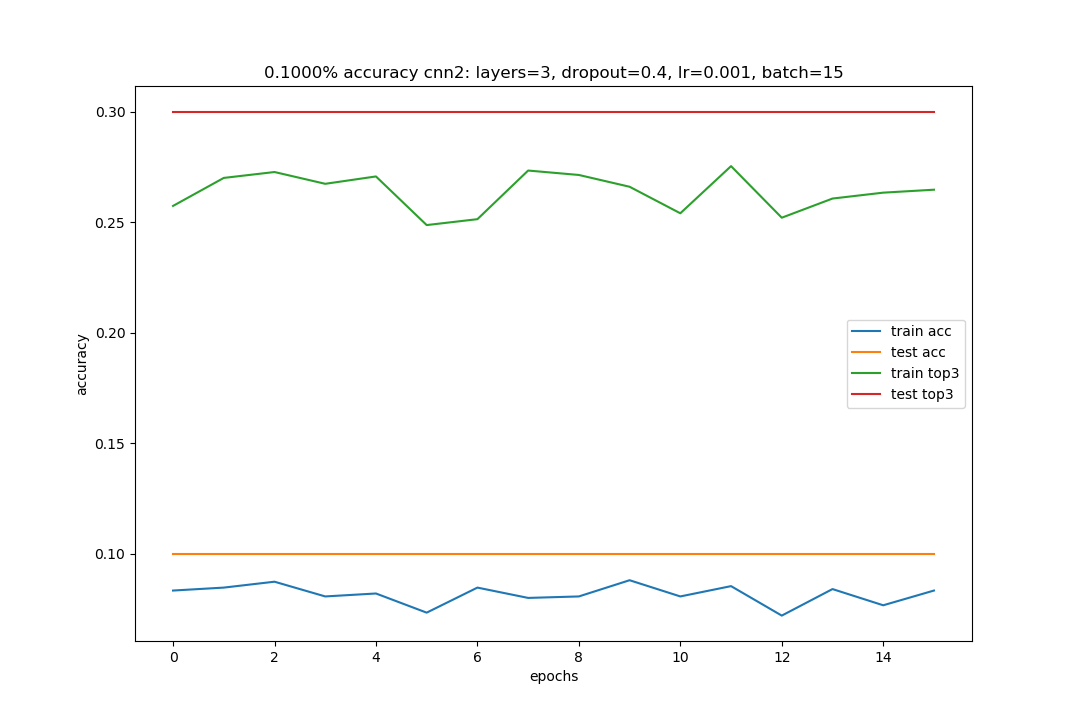 0.1000% accuracy cnn2: layers=3, dropout=0.4, lr=0.001, batch=15
0.30
0.25
0.20
0.15
0.10
accuracy
train acc
test acc
train top3
test top3
0 2 4 6 8 10 12 14
epochs